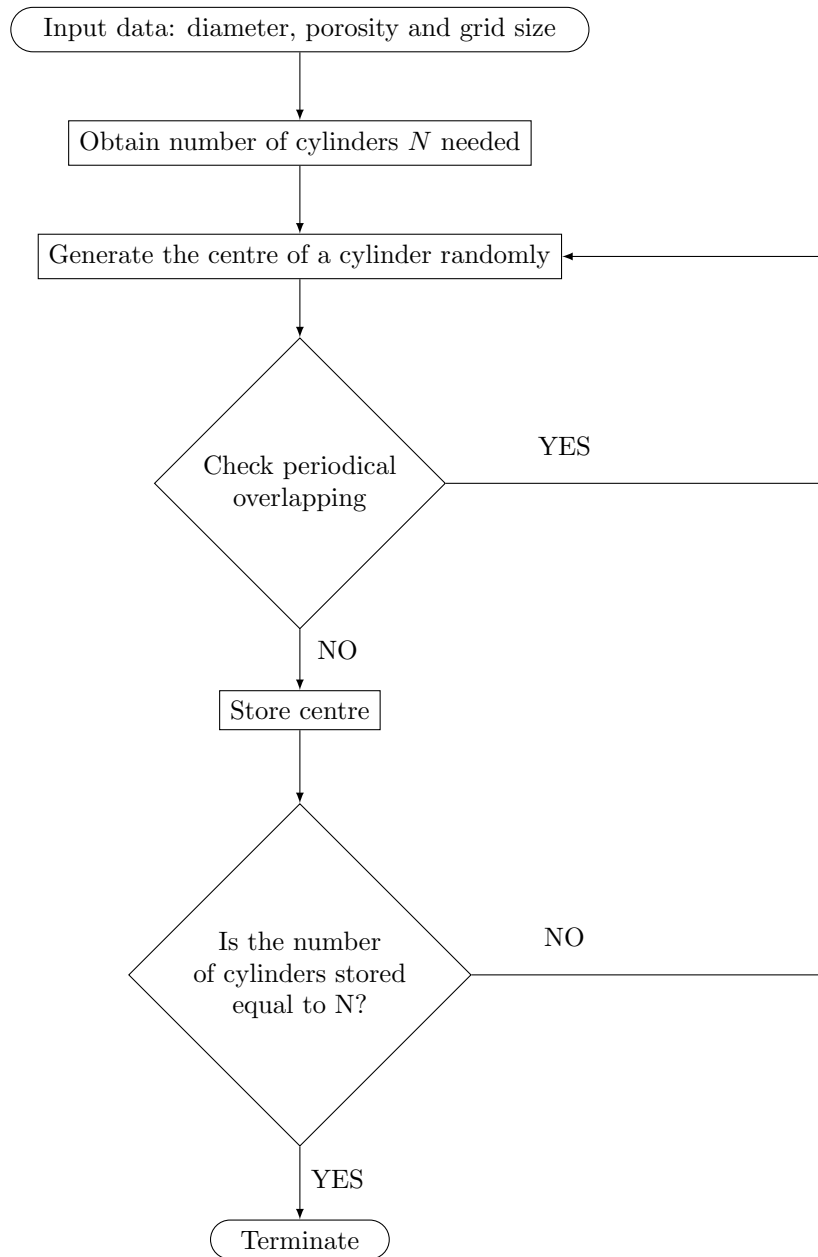 Input data: diameter, porosity and grid size
Obtain number of cylinders N needed
Generate the centre of a cylinder randomly
Check periodical
overlapping
YES
NO
Store centre
Is the number
of cylinders stored
equal to N?
NO
YES
Terminate